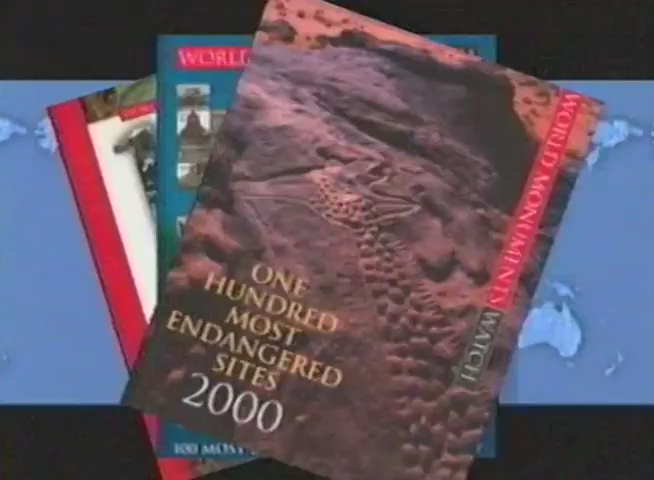 WORLD
WORLD MONUMENTS WATCH
ONE
HUNDRED
MOST
ENDANGERED
SITES
2000
100 MOST